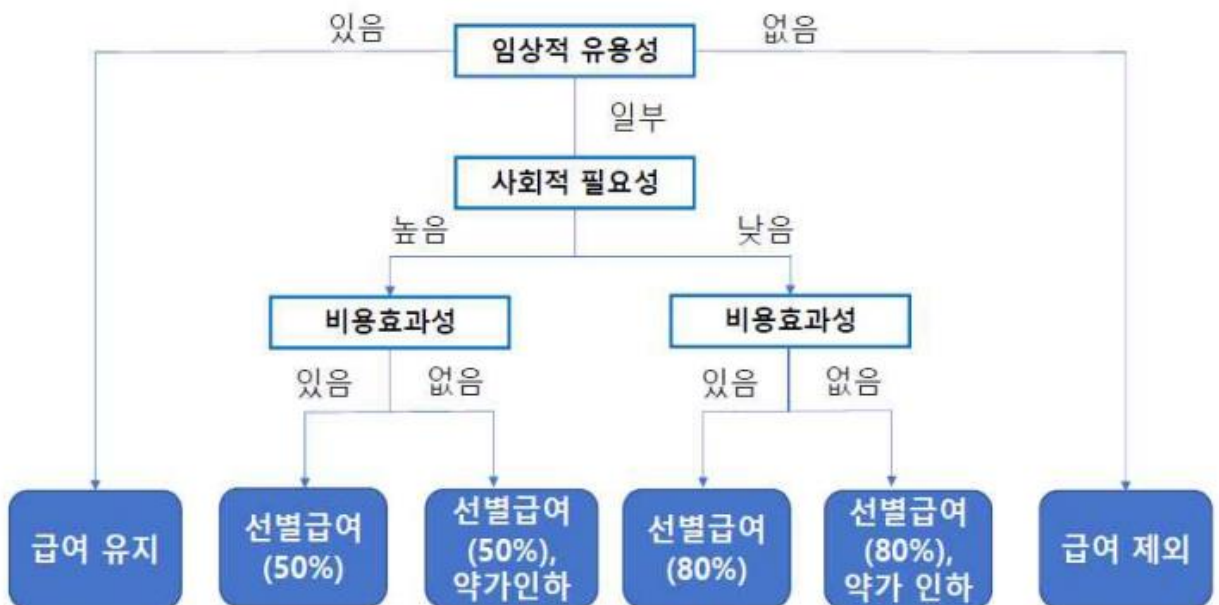 있음
임상적 유용성
없음
일부
사회적 필요성
높음
낮음
비용효과성
비용효과성
있음
없음
있음
없음
급여 유지
선별급여
(50%)
선별급여
(50%),
약가인하
선별급여
(80%)
선별급여
(80%),
약가 인하
급여 제외